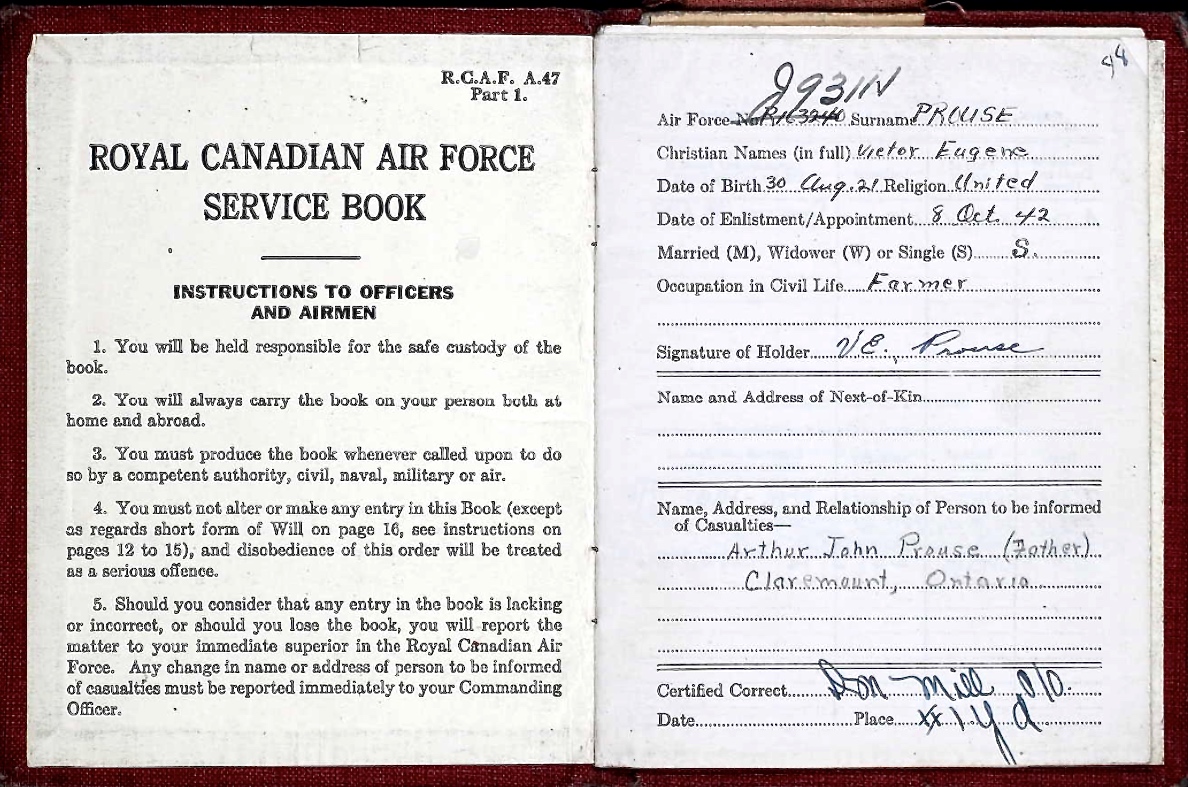 R.C.A.F. A.47
Part 1.
ROYAL CANADIAN AIR FORCE
SERVICE BOOK
INSTRUCTIONS TO OFFICERS
AND AIRMEN
1. You will be held responsible for the safe custody of the
book.
2. You will always carry the book on your person both at
home and abroad.
3. You must produce the book whenever called upon to do
so by a competent authority, civil, naval, military or air.
4. You must not alter or make any entry in this Book (except
as regards short form of Will on page 16, see instructions on
pages 12 to 15), and disobedience of this order will be treated
as a serious offence.
5. Should you consider that any entry in the book is lacking
or incorrect, or should you lose the book, you will report the
matter to your immediate superior in the Royal Canadian Air
Force. Any change in name or address of person to be informed
of casualties must be reported immediately to your Commanding
Officer.
Air Force No. R163240 Surname PROUSE
Christian Names (in full) Victor Eugene
Date of Birth 30 Aug. 21 Religion United
Date of Enlistment/Appointment 8 Oct. 42
Married (M), Widower (W) or Single (S) S.
Occupation in Civil Life Farmer
Signature of Holder VE. Prouse
Name and Address of Next-of-Kin
Name, Address, and Relationship of Person to be informed
of Casualties—
Arthur John Prouse (Father)
Claremount, Ontario
Certified Correct Don Mill
Date Place